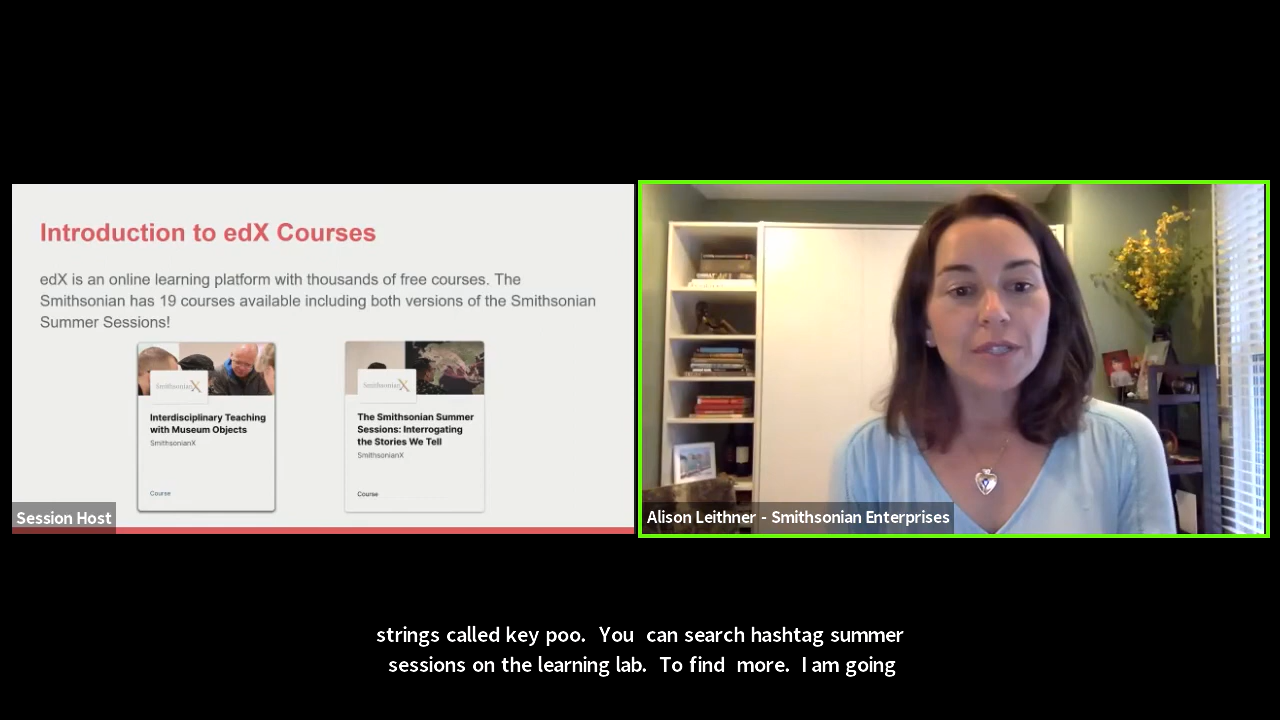 Introduction to edX Courses
edX is an online learning platform with thousands of free courses. The
Smithsonian has 19 courses available including both versions of the Smithsonian
Summer Sessions!
SmithsonianX
Interdisciplinary Teaching
with Museum Objects
SmithsonianX
Course
SmithsonianX
The Smithsonian Summer
Sessions: Interrogating
the Stories We Tell
SmithsonianX
Course
Session Host
Alison Leithner - Smithsonian Enterprises
strings called key poo. You can search hashtag summer
sessions on the learning lab. To find more. I am going